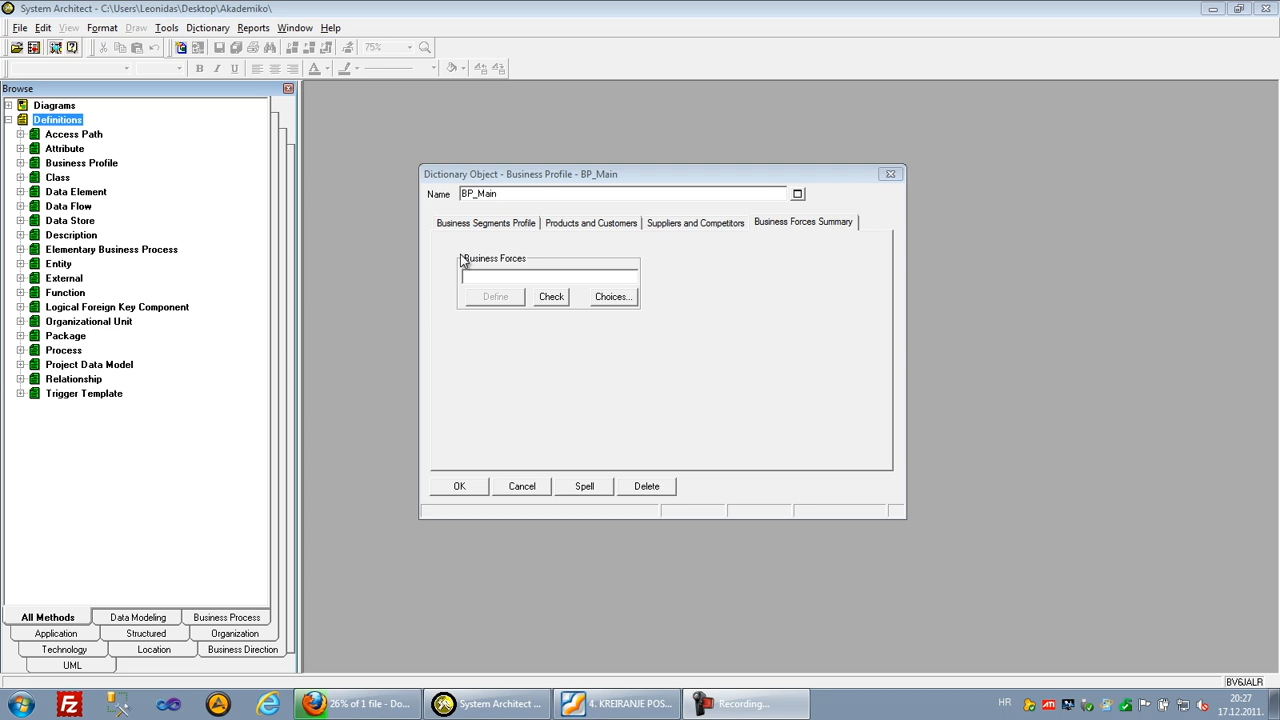 System Architect - C:\Users\Leonidas\Desktop\Akademiko\
File Edit View Format Draw Tools Dictionary Reports Window Help
75%
B I U A
Browse
Diagrams
Definitions
Access Path
Attribute
Business Profile
Class
Data Element
Data Flow
Data Store
Description
Elementary Business Process
Entity
External
Function
Logical Foreign Key Component
Organizational Unit
Package
Process
Project Data Model
Relationship
Trigger Template
All Methods Data Modeling Business Process
Application Structured Organization
Technology Location Business Direction
UML
Dictionary Object - Business Profile - BP_Main
Name BP_Main
Business Segments Profile Products and Customers Suppliers and Competitors Business Forces Summary
Business Forces
Define Check Choices...
OK Cancel Spell Delete
BV6JALR
26% of 1 file - Do... System Architect ... 4. KREIRANJE POS... Recording... HR 20:27
17.12.2011.